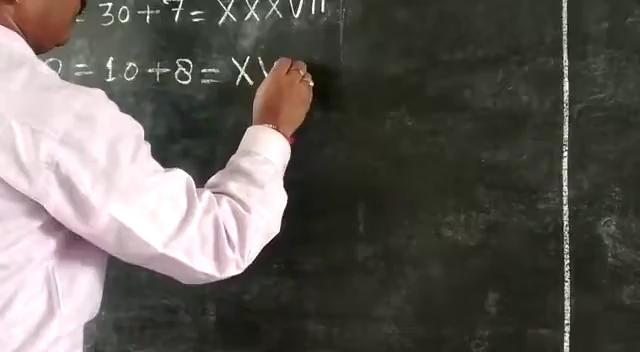 = 30 + 7 = XXXVII
= 10 + 8 = XV